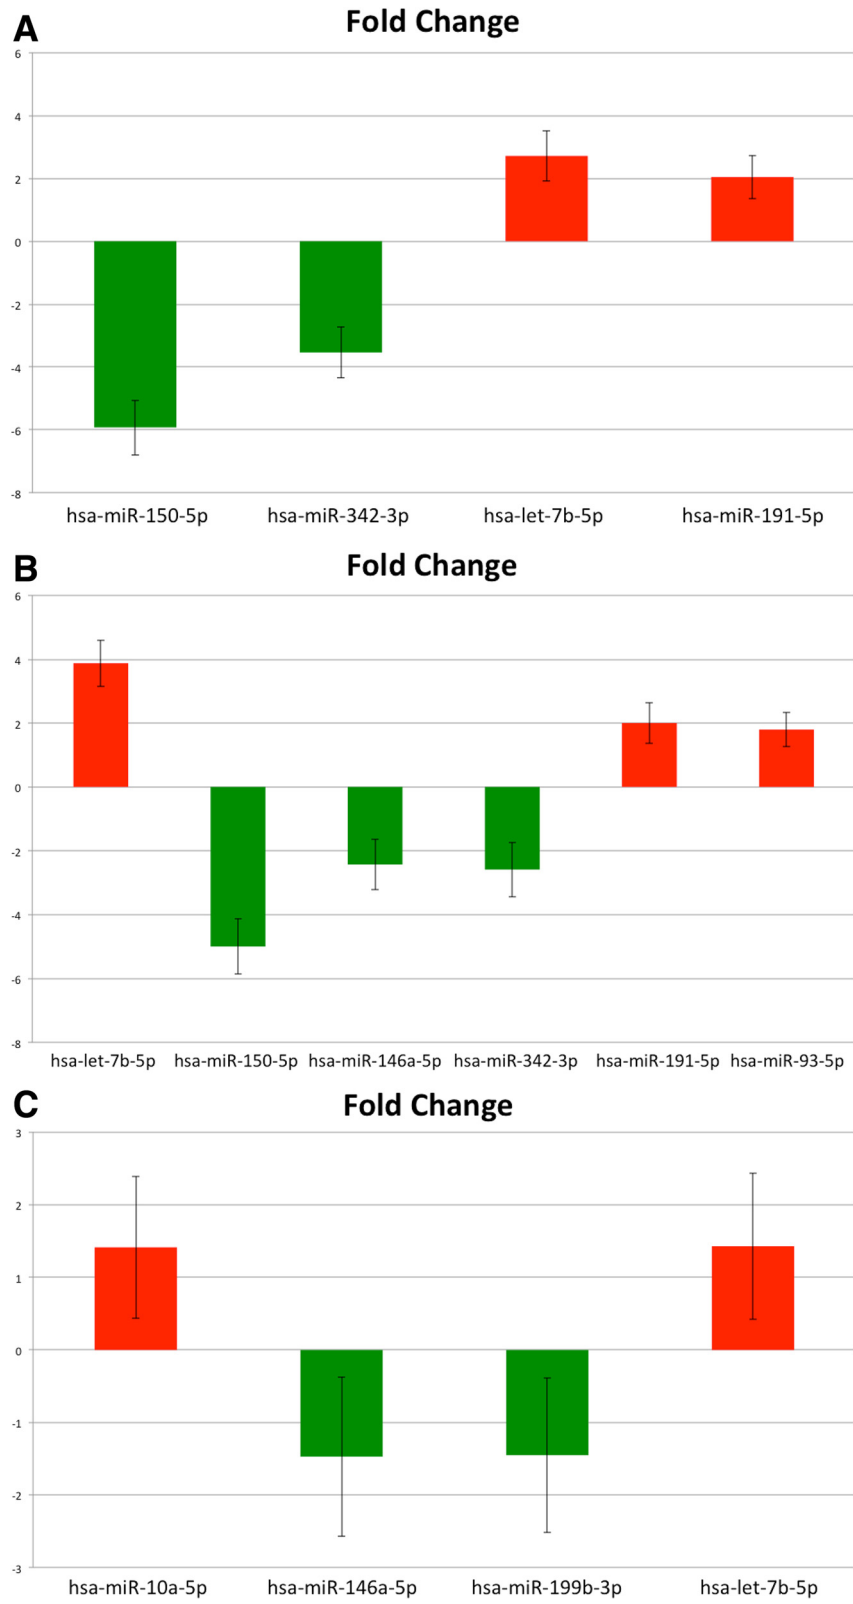 A
Fold Change
6
4
2
0
-2
-4
-6
-8
hsa-miR-150-5p hsa-miR-342-3p hsa-let-7b-5p hsa-miR-191-5p
B
Fold Change
6
4
2
0
-2
-4
-6
-8
hsa-let-7b-5p hsa-miR-150-5p hsa-miR-146a-5p hsa-miR-342-3p hsa-miR-191-5p hsa-miR-93-5p
C
Fold Change
3
2
1
0
-1
-2
-3
hsa-miR-10a-5p hsa-miR-146a-5p hsa-miR-199b-3p hsa-let-7b-5p